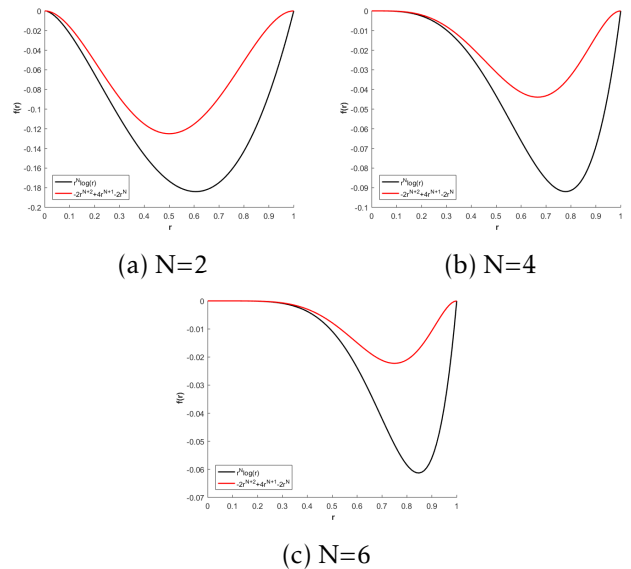 -0
-0.02
-0.04
-0.06
-0.08
-0.1
-0.12
-0.14
-0.16
-0.18
-0.2
0 0.1 0.2 0.3 0.4 0.5 0.6 0.7 0.8 0.9 1
f(r)
r
r^N log(r)
-2r^{N+2}+4r^{N+1}-2r^N
(a) N=2
-0
-0.01
-0.02
-0.03
-0.04
-0.05
-0.06
-0.07
-0.08
-0.09
-0.1
0 0.1 0.2 0.3 0.4 0.5 0.6 0.7 0.8 0.9 1
f(r)
r
r^N log(r)
-2r^{N+2}+4r^{N+1}-2r^N
(b) N=4
-0
-0.01
-0.02
-0.03
-0.04
-0.05
-0.06
-0.07
0 0.1 0.2 0.3 0.4 0.5 0.6 0.7 0.8 0.9 1
f(r)
r
r^N log(r)
-2r^{N+2}+4r^{N+1}-2r^N
(c) N=6